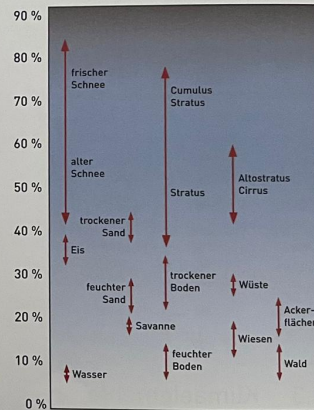 90 %
80 %
70 %
60 %
50 %
40 %
30 %
20 %
10 %
0 %
frischer
Schnee
alter
Schnee
Eis
Wasser
trockener
Sand
feuchter
Sand
Savanne
Cumulus
Stratus
Stratus
trockener
Boden
feuchter
Boden
Altostratus
Cirrus
Wüste
Wiesen
Acker-
flächen
Wald